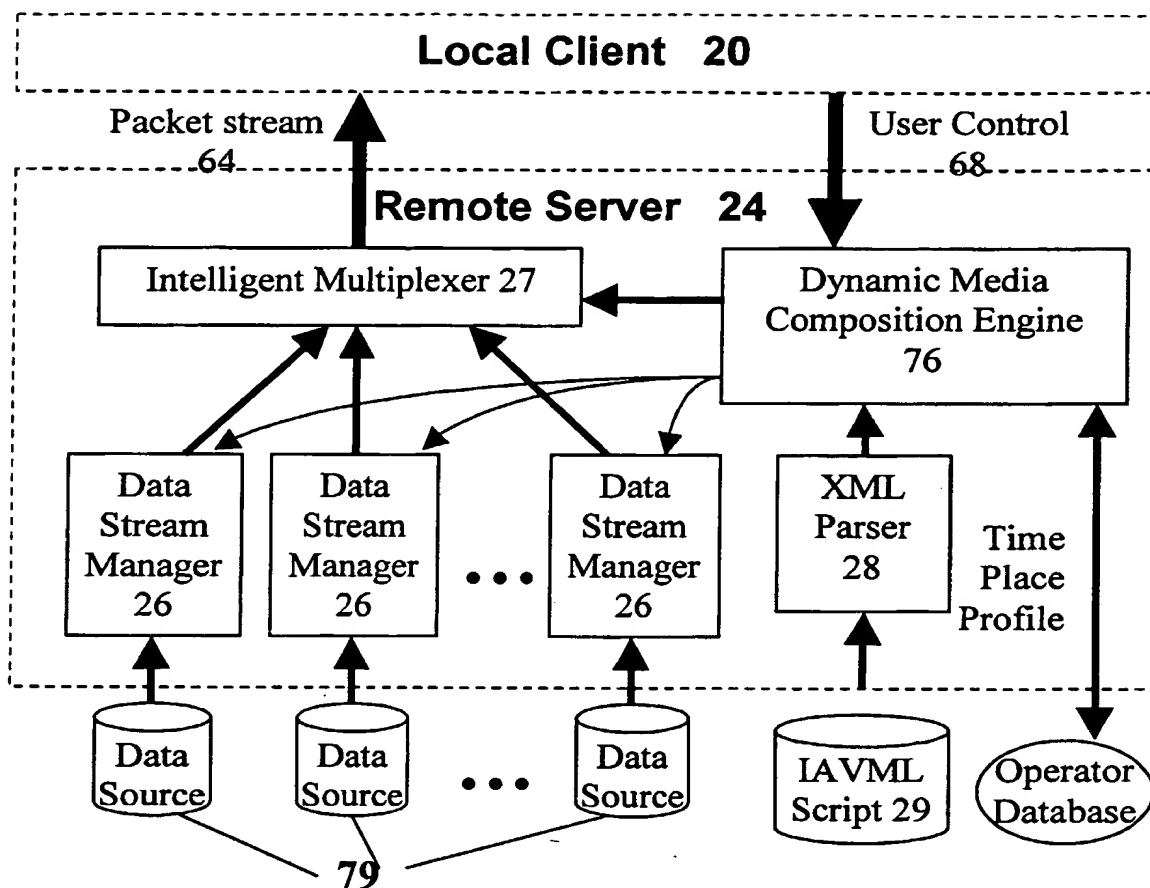 Local Client 20
Packet stream
64
User Control
68
Remote Server 24
Intelligent Multiplexer 27
Dynamic Media
Composition Engine
76
Data
Stream
Manager
26
Data
Stream
Manager
26
• • •
Data
Stream
Manager
26
XML
Parser
28
Time
Place
Profile
Data
Source
Data
Source
• • •
Data
Source
IAVML
Script 29
Operator
Database
79